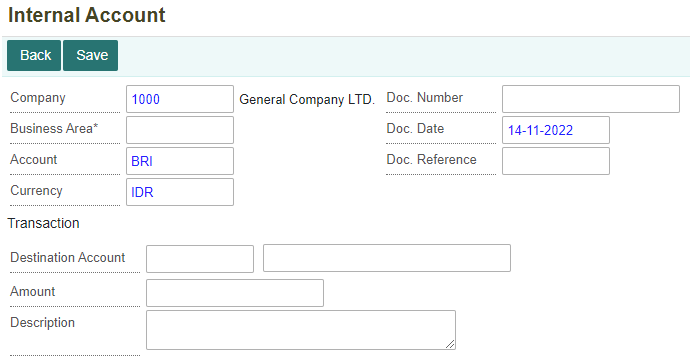 Internal Account
Back Save
Company 1000 General Company LTD. Doc. Number
Business Area* Doc. Date 14-11-2022
Account BRI Doc. Reference
Currency IDR
Transaction
Destination Account
Amount
Description